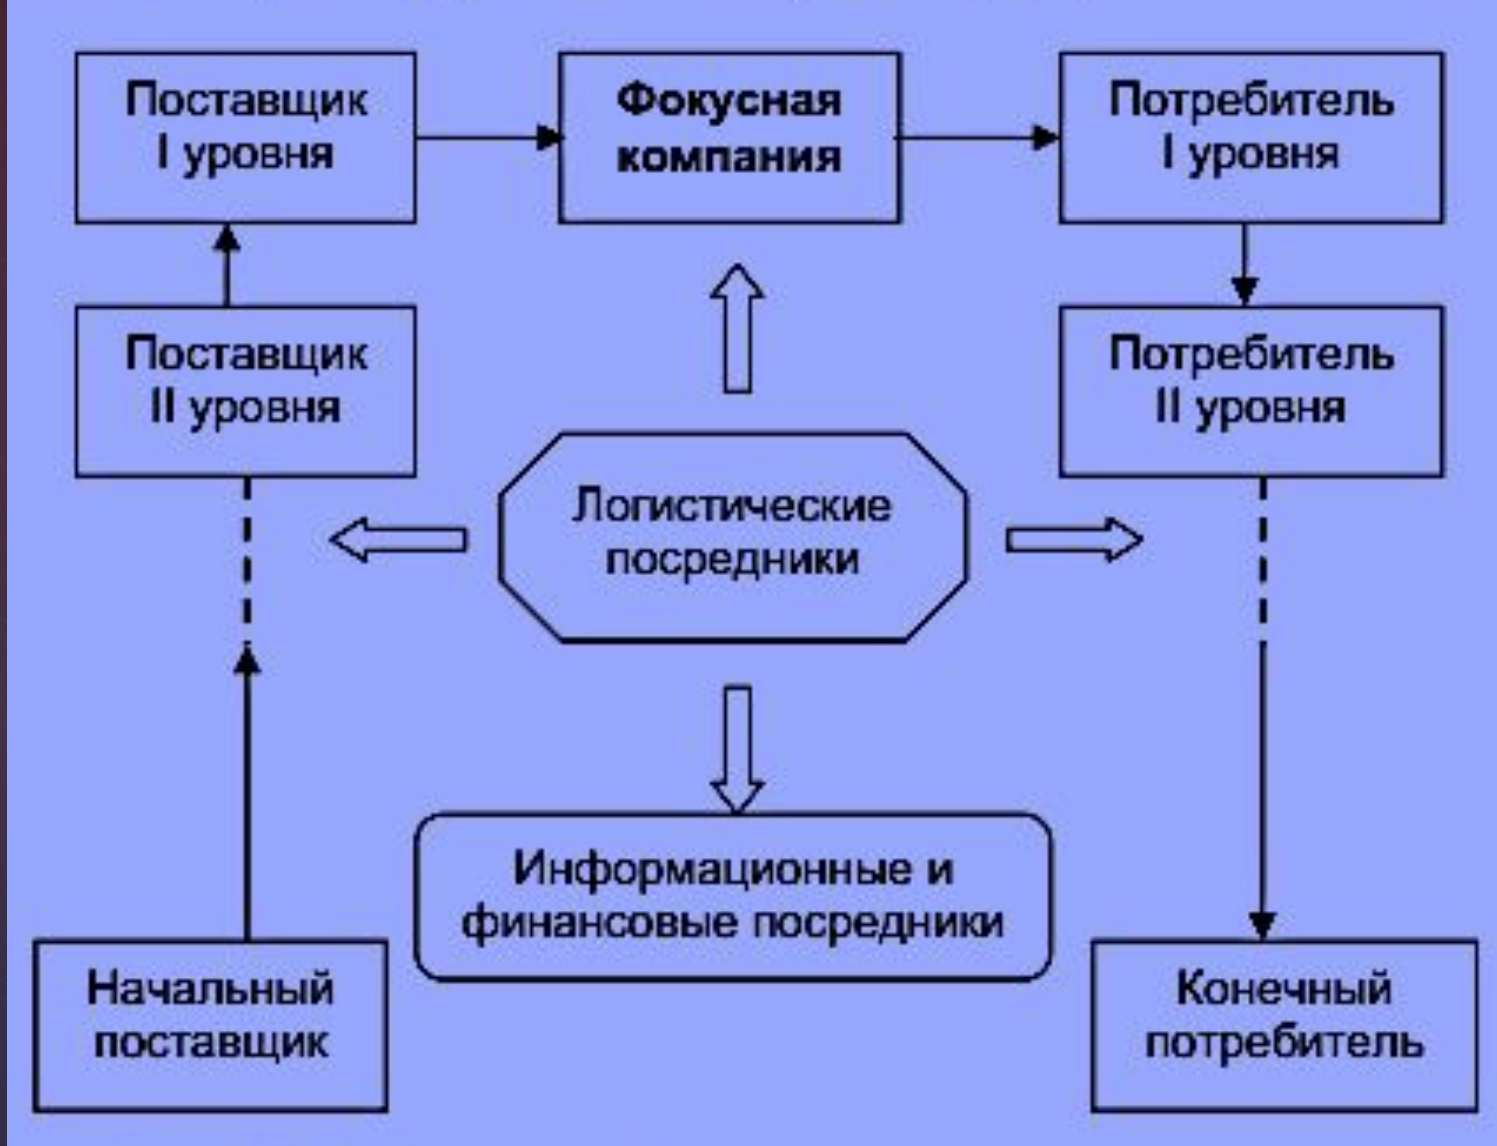 Поставщик
I уровня
Фокусная
компания
Потребитель
I уровня
Поставщик
II уровня
Потребитель
II уровня
Логистические
посредники
Информационные и
финансовые посредники
Начальный
поставщик
Конечный
потребитель